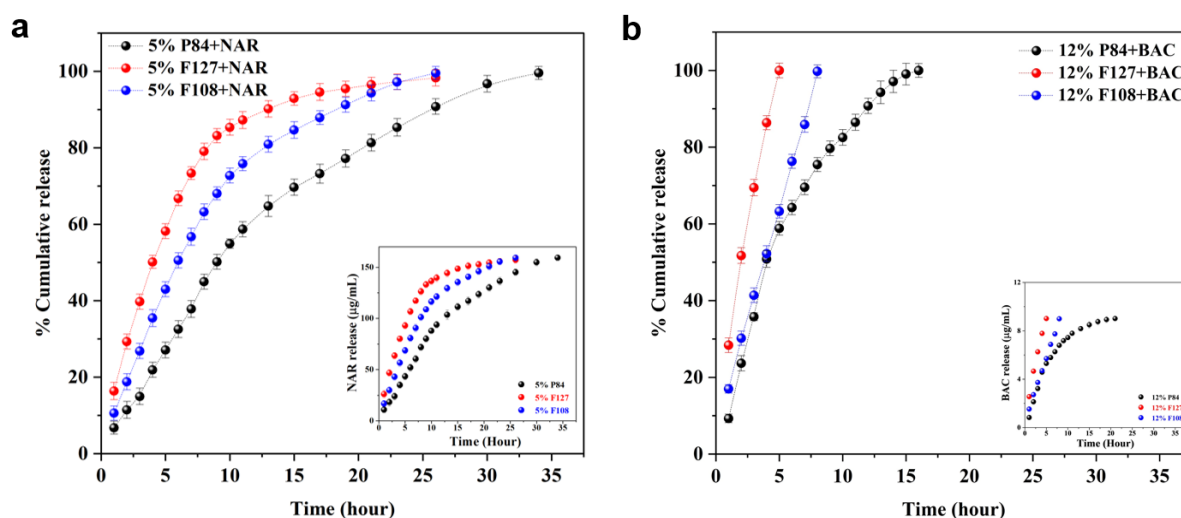 a
5% P84+NAR
5% F127+NAR
5% F108+NAR
% Cumulative release
100
80
60
40
20
0
0 5 10 15 20 25 30 35
Time (hour)
NAR release (μg/mL)
150
100
50
0
0 5 10 15 20 25 30 35
5% P84
5% F127
5% F108
Time (Hour)
b
12% P84+BAC
12% F127+BAC
12% F108+BAC
% Cumulative release
100
80
60
40
20
0
0 5 10 15 20 25 30 35
Time (hour)
BAC release (μg/mL)
12
8
4
0
0 5 10 15 20 25 30 35
12% P84
12% F127
12% F108
Time (Hour)